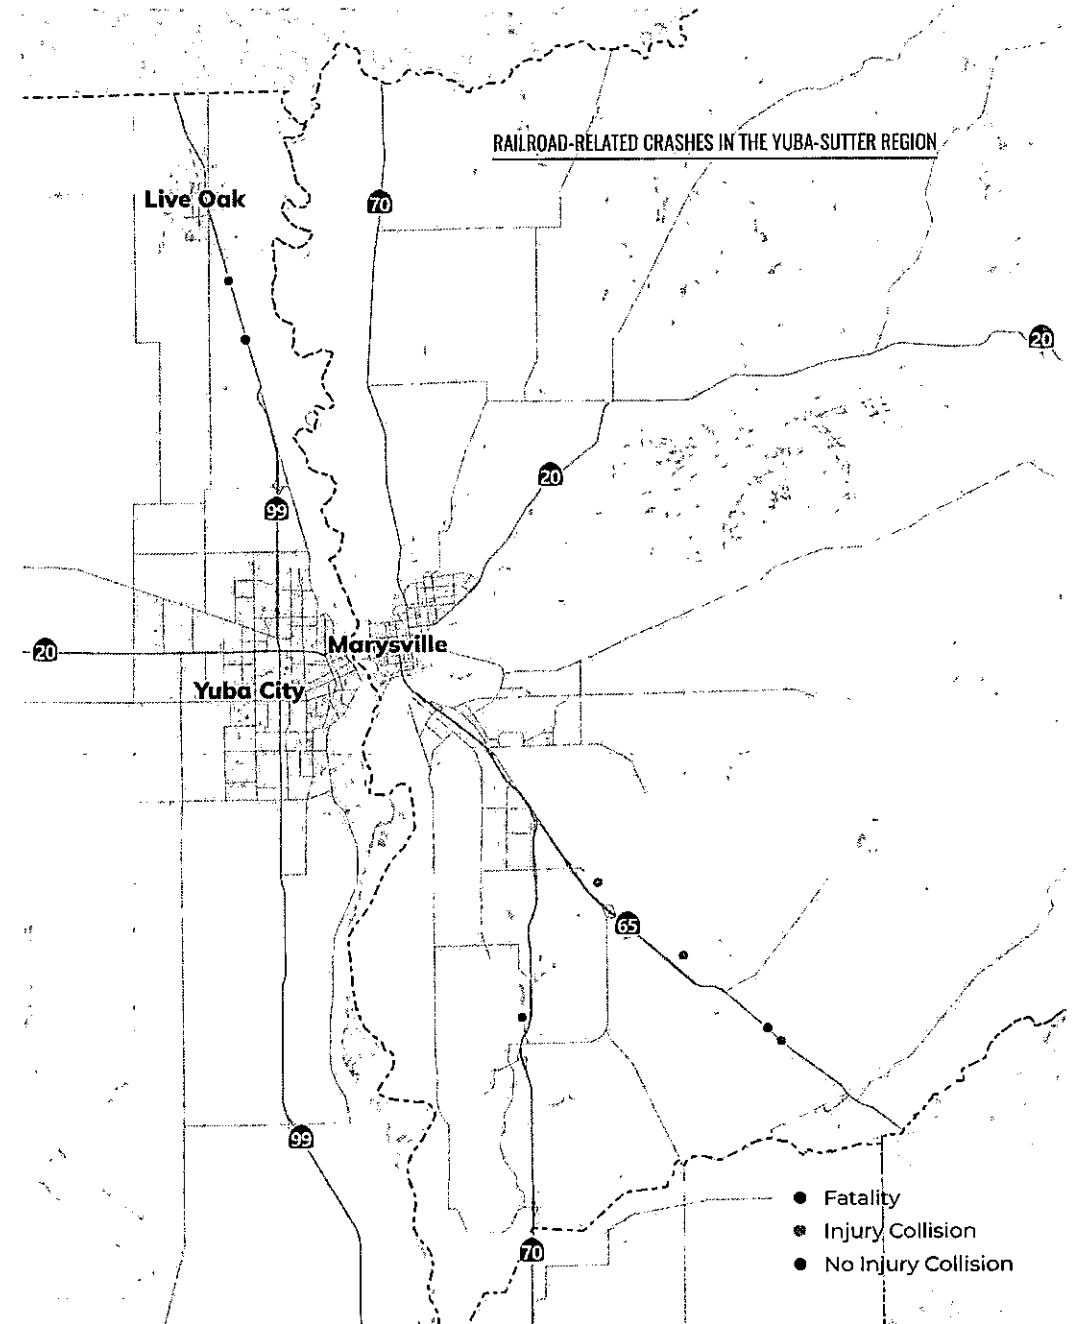 RAILROAD-RELATED CRASHES IN THE YUBA-SUTTER REGION
Live Oak
70
20
20
99
20
Marysville
Yuba City
65
99
70
Fatality
Injury Collision
No Injury Collision